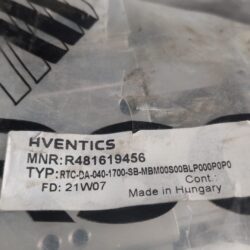 AVENTICS
MNR:R481619456
TYP:RTC-DA-040-1700-SB-MBM00S00BLP000P0P0
Cont.:
FD: 21W07 Made in Hungary